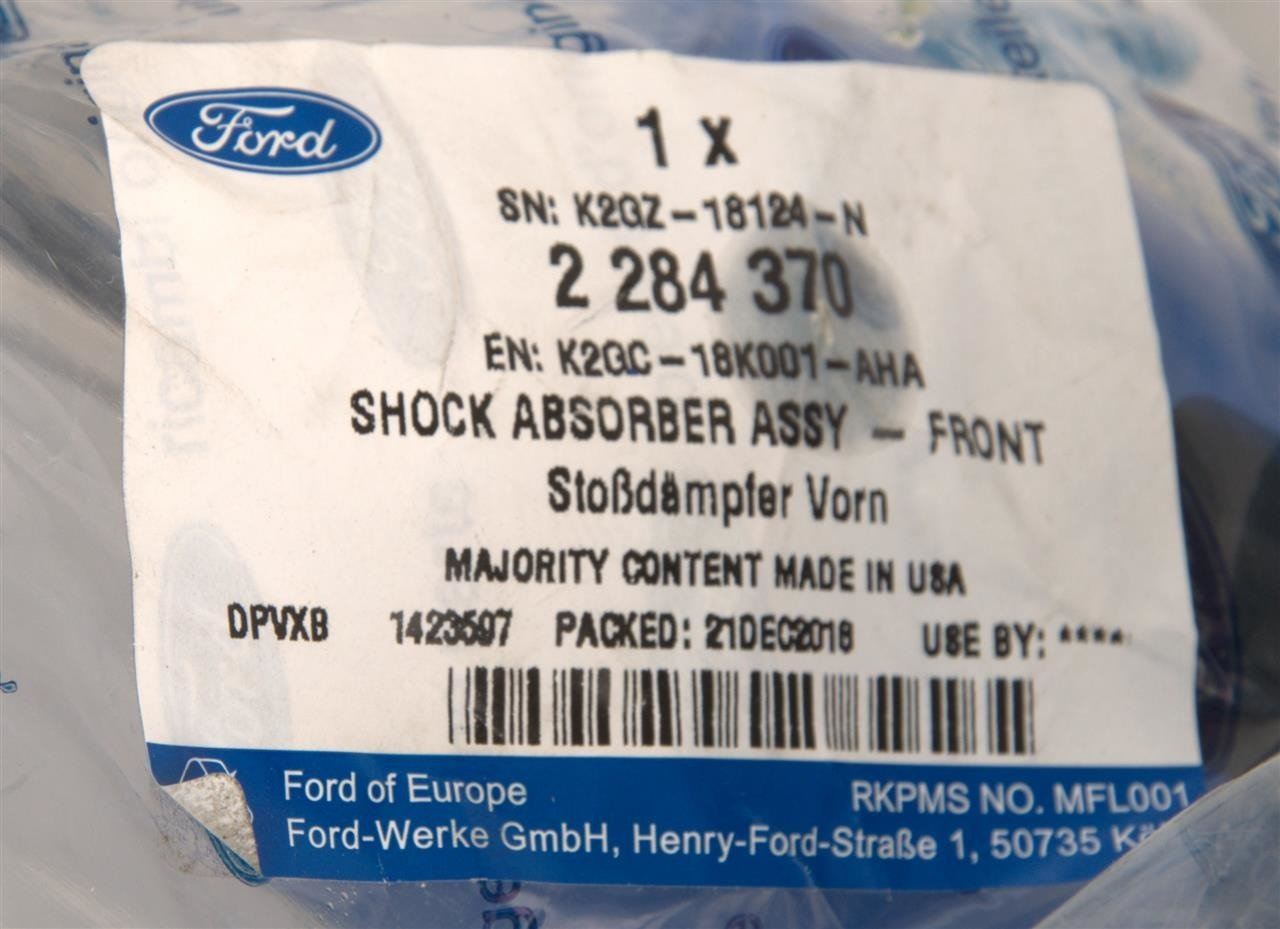 Ford
1 x
SN: K2GZ-18124-N
2 284 370
EN: K2GC-18K001-AHA
SHOCK ABSORBER ASSY - FRONT
Stoßdämpfer Vorn
MAJORITY CONTENT MADE IN USA
DPVXB 1423597 PACKED: 21DEC2018 USE BY: ****
Ford of Europe RKPMS NO. MFL001
Ford-Werke GmbH, Henry-Ford-Straße 1, 50735